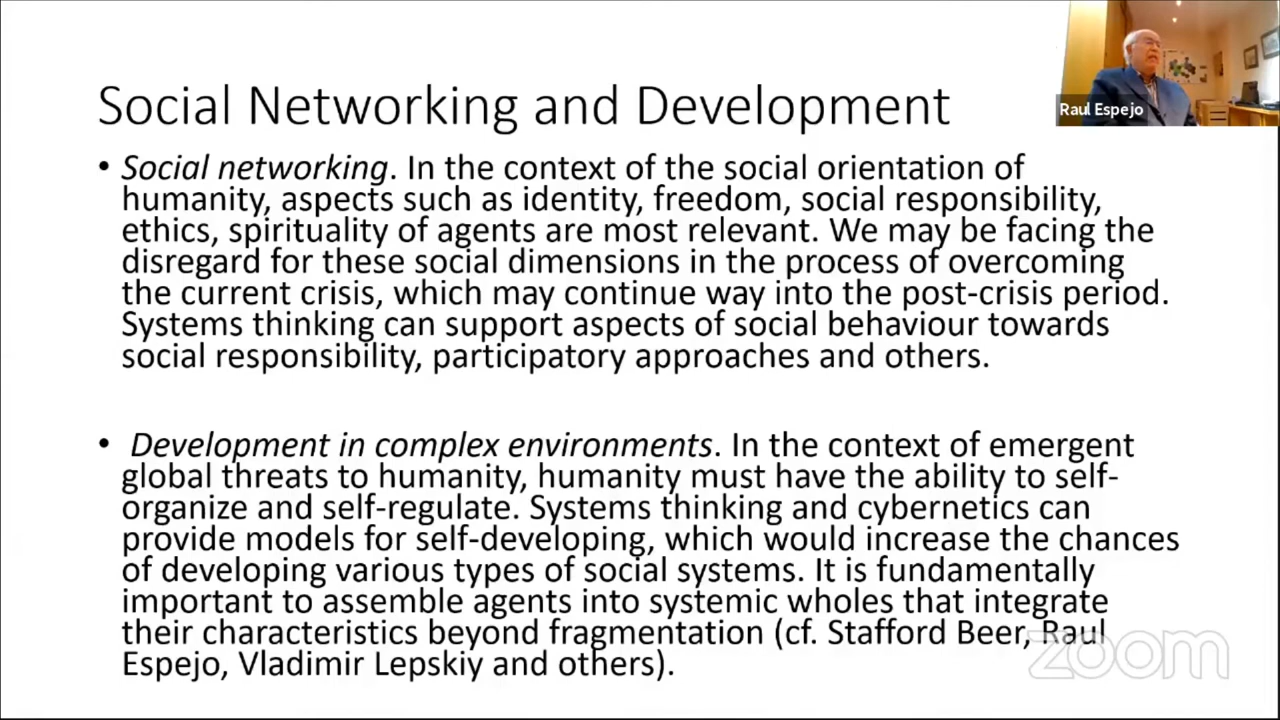 Social Networking and Development
Raul Espejo
• Social networking. In the context of the social orientation of
humanity, aspects such as identity, freedom, social responsibility,
ethics, spirituality of agents are most relevant. We may be facing the
disregard for these social dimensions in the process of overcoming
the current crisis, which may continue way into the post-crisis period.
Systems thinking can support aspects of social behaviour towards
social responsibility, participatory approaches and others.
• Development in complex environments. In the context of emergent
global threats to humanity, humanity must have the ability to self-
organize and self-regulate. Systems thinking and cybernetics can
provide models for self-developing, which would increase the chances
of developing various types of social systems. It is fundamentally
important to assemble agents into systemic wholes that integrate
their characteristics beyond fragmentation (cf. Stafford Beer, Raul
Espejo, Vladimir Lepskiy and others).
zoom